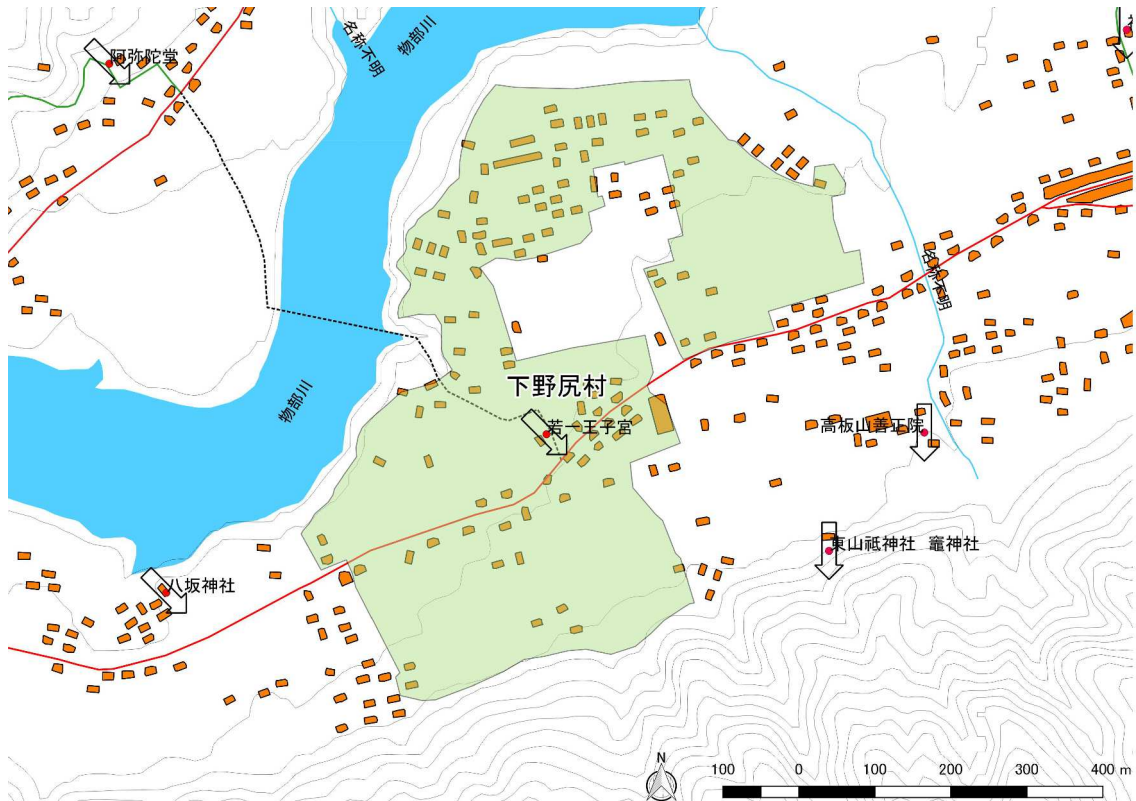 阿弥陀堂
名称不明
物部川
名称不明
物部川
下野尻村
若一王子宮
高板山善正院
東山祗神社 竈神社
八坂神社
N
100 0 100 200 300 400 m